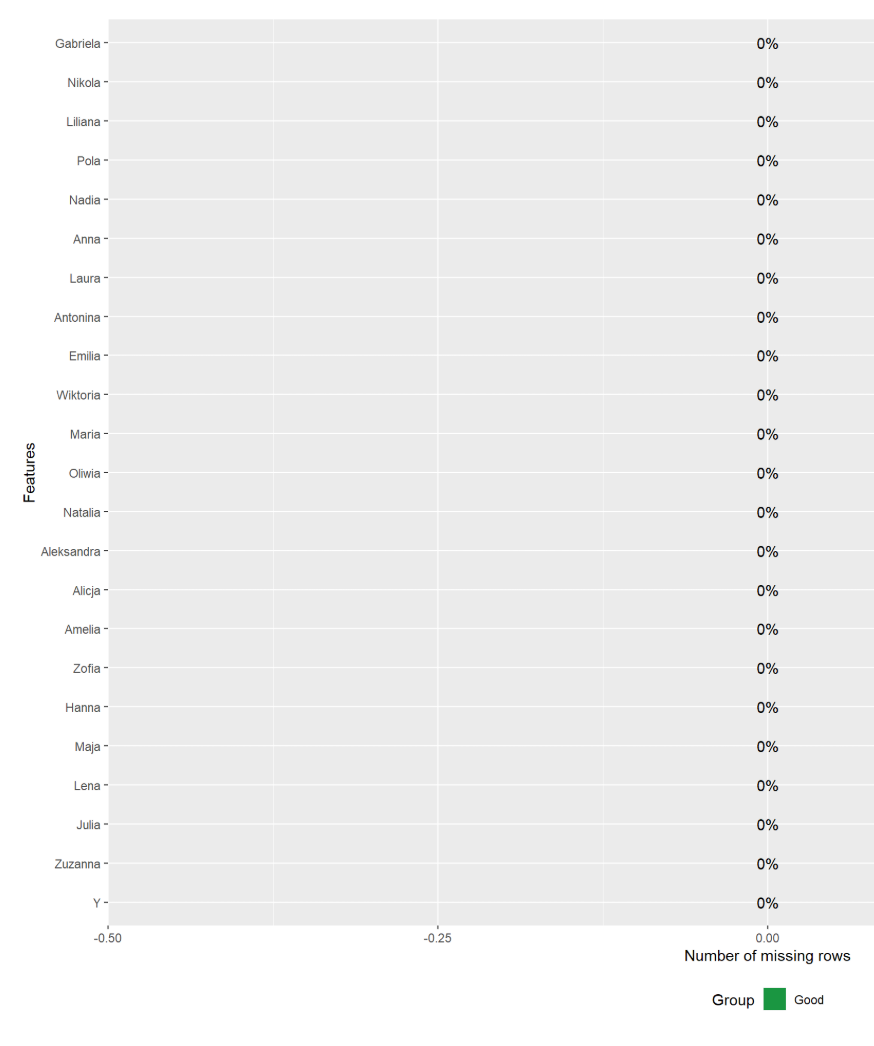 Gabriela 0%
Nikola 0%
Liliana 0%
Pola 0%
Nadia 0%
Anna 0%
Laura 0%
Antonina 0%
Emilia 0%
Wiktoria 0%
Maria 0%
Oliwia 0%
Natalia 0%
Aleksandra 0%
Alicja 0%
Amelia 0%
Zofia 0%
Hanna 0%
Maja 0%
Lena 0%
Julia 0%
Zuzanna 0%
Y 0%
Features
-0.50 -0.25 0.00
Number of missing rows
Group Good